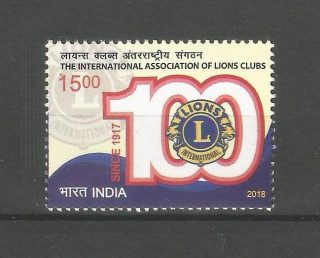 लायन्स क्लब्स अंतरराष्ट्रीय संगठन
THE INTERNATIONAL ASSOCIATION OF LIONS CLUBS
1500
100
SINCE 1917
LIONS
L
INTERNATIONAL
भारत INDIA
2018